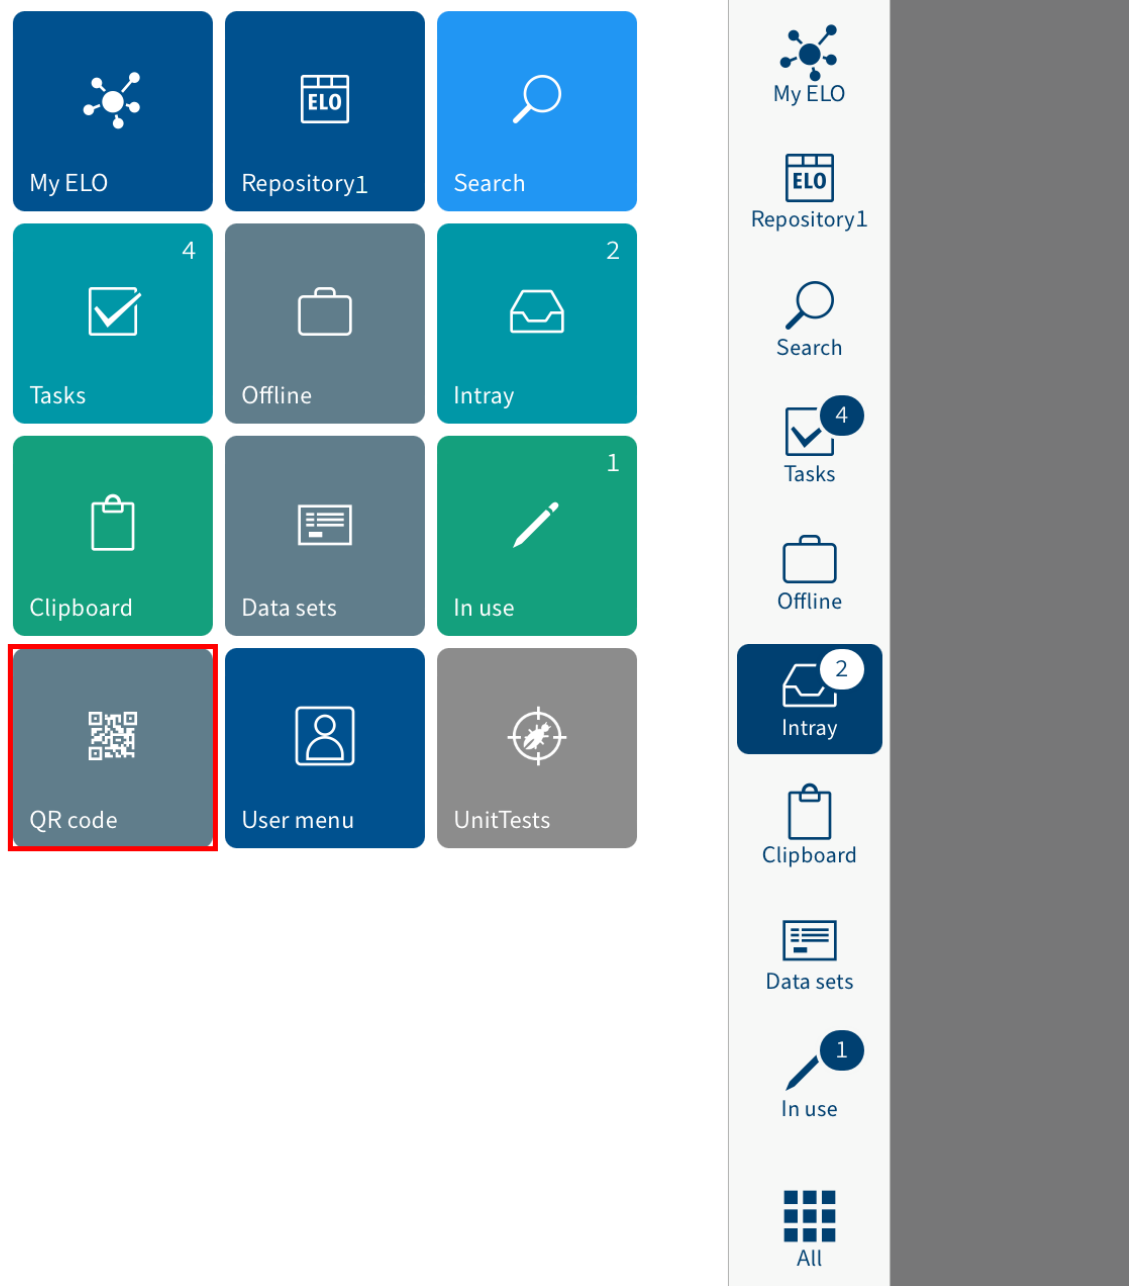 ELO
My ELO
Repository1
Search
4
2
Tasks
Offline
Intray
1
Clipboard
Data sets
In use
QR code
User menu
UnitTests
My ELO
ELO
Repository1
Search
4
Tasks
Offline
2
Intray
Clipboard
Data sets
1
In use
All